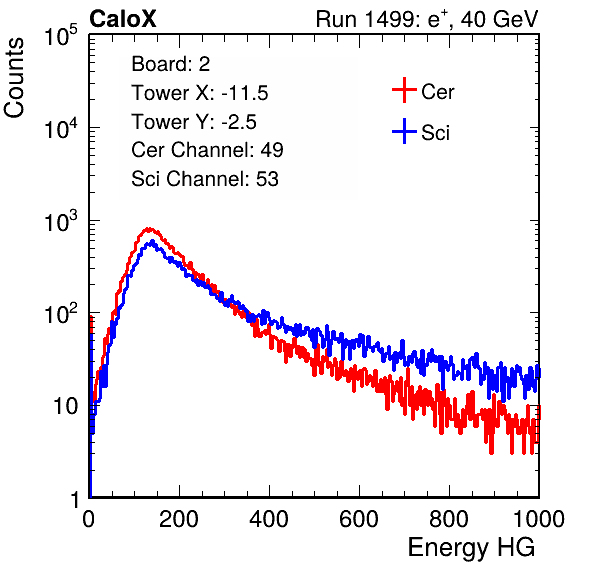 CaloX
Run 1499: e⁺, 40 GeV
Counts
10⁵
10⁴
10³
10²
10
1
Board: 2
Tower X: -11.5
Tower Y: -2.5
Cer Channel: 49
Sci Channel: 53
Cer
Sci
0 200 400 600 800 1000
Energy HG